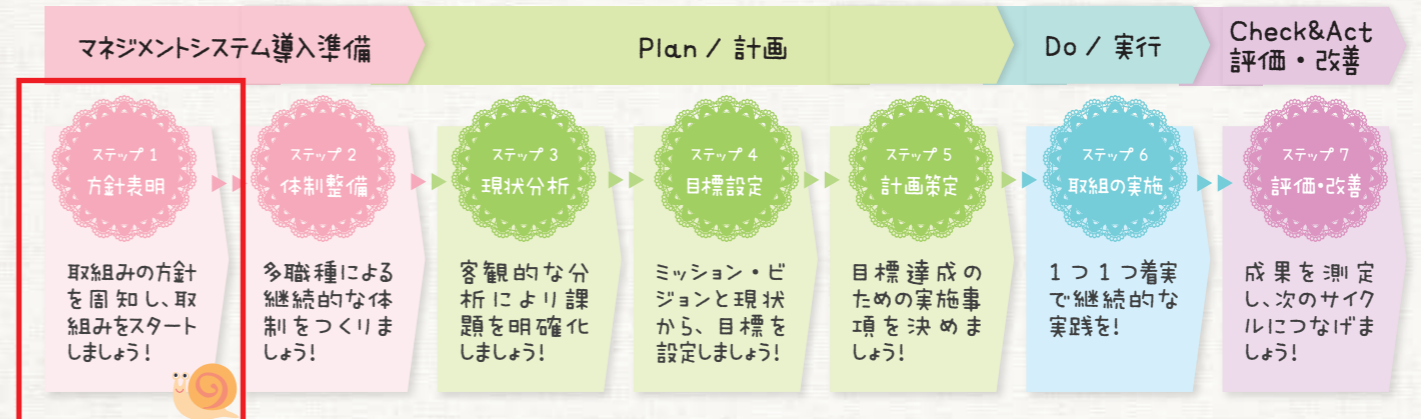 マネジメントシステム導入準備
Plan / 計画
Do / 実行
Check&Act
評価・改善
ステップ 1
方針表明
取組みの方針
を周知し、取
組みをスタート
しましょう!
ステップ 2
体制整備
多職種による
継続的な体
制をつくりま
しょう!
ステップ 3
現状分析
客観的な分
析により課
題を明確化
しましょう!
ステップ 4
目標設定
ミッション・ビ
ジョンと現状
から、目標を
設定しましょう!
ステップ 5
計画策定
目標達成の
ための実施事
項を決めま
しょう!
ステップ 6
取組の実施
1つ1つ着実
で継続的な
実践を!
ステップ 7
評価・改善
成果を測定
し、次のサイク
ルにつなげま
しょう!